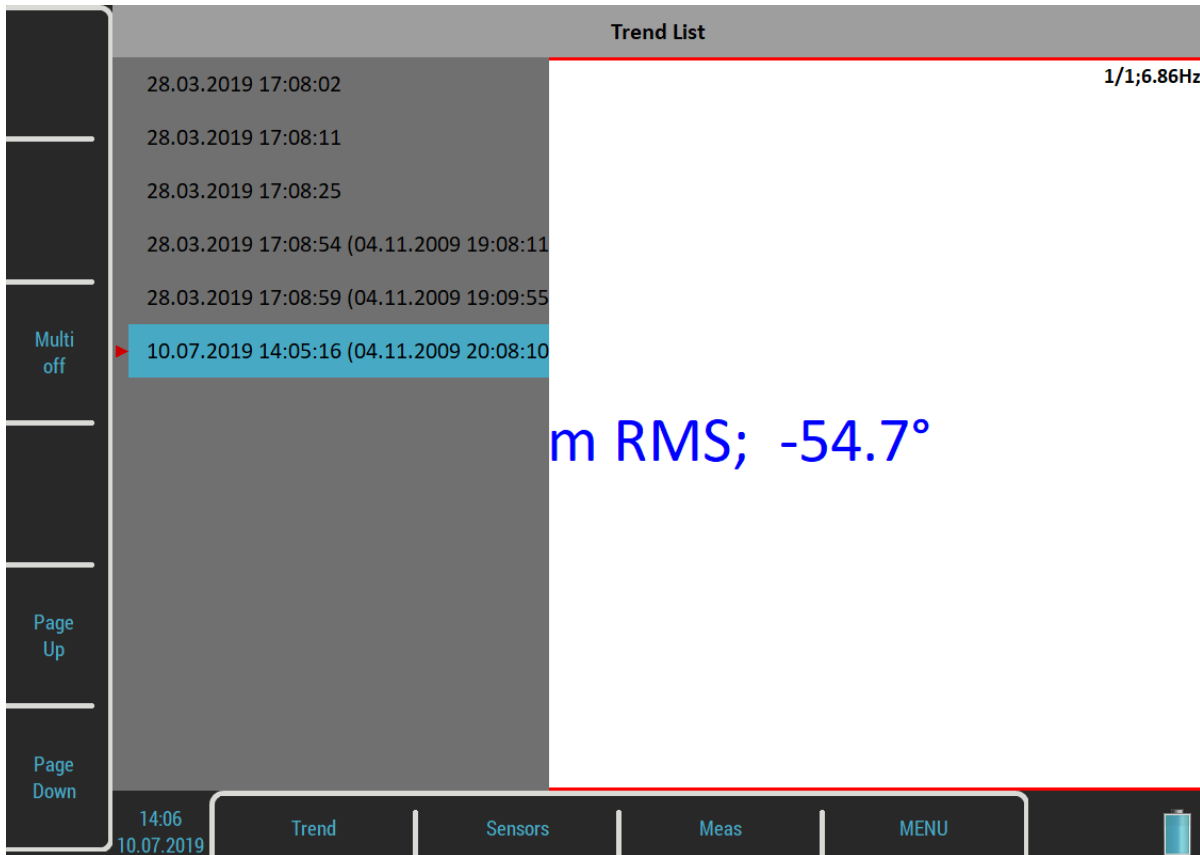 Trend List
28.03.2019 17:08:02
28.03.2019 17:08:11
28.03.2019 17:08:25
28.03.2019 17:08:54 (04.11.2009 19:08:11
28.03.2019 17:08:59 (04.11.2009 19:09:55
10.07.2019 14:05:16 (04.11.2009 20:08:10
1/1;6.86Hz
m RMS; -54.7°
Multi
off
Page
Up
Page
Down
14:06
10.07.2019
Trend
Sensors
Meas
MENU